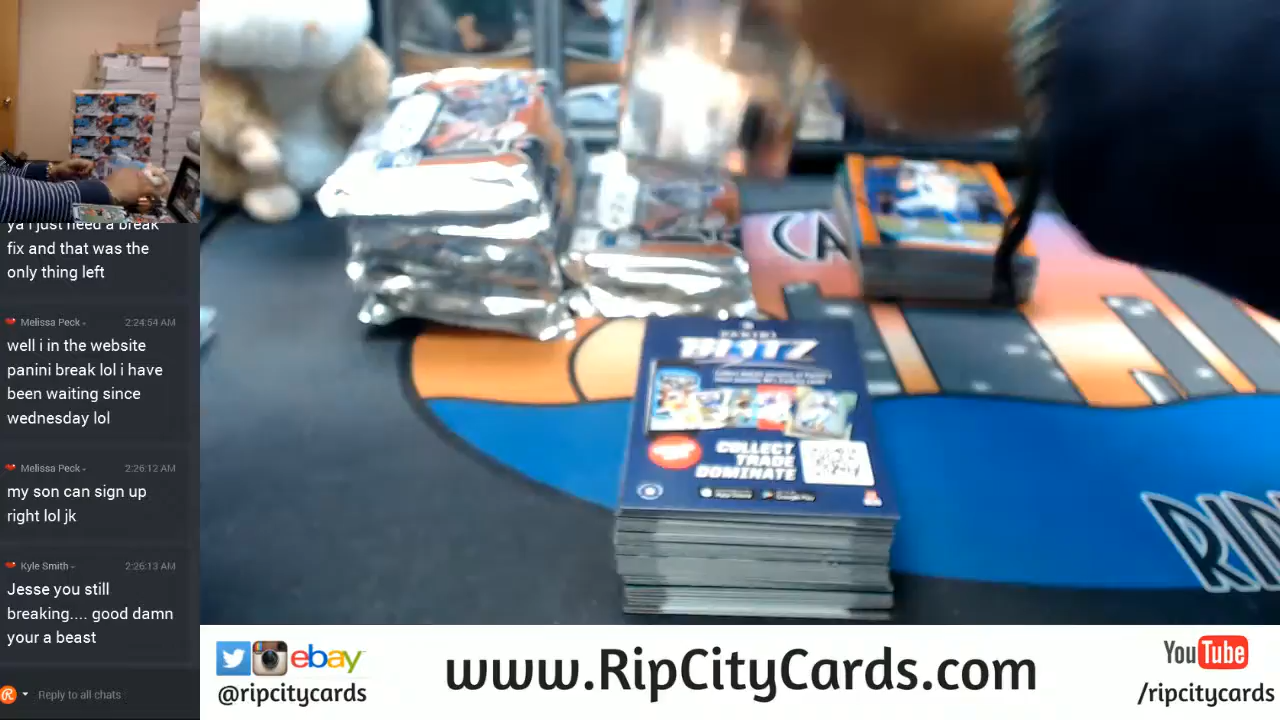 ya i just need a break
fix and that was the
only thing left
Melissa Peck
2:24:54 AM
well i in the website
panini break lol i have
been waiting since
wednesday lol
Melissa Peck
2:26:12 AM
my son can sign up
right lol jk
Kyle Smith
2:26:13 AM
Jesse you still
breaking.... good damn
your a beast
Reply to all chats
PANINI
BLITZ
COLLECT
TRADE
DOMINATE
CA
RIP
ebay
@ripcitycards
www.RipCityCards.com
YouTube
/ripcitycards